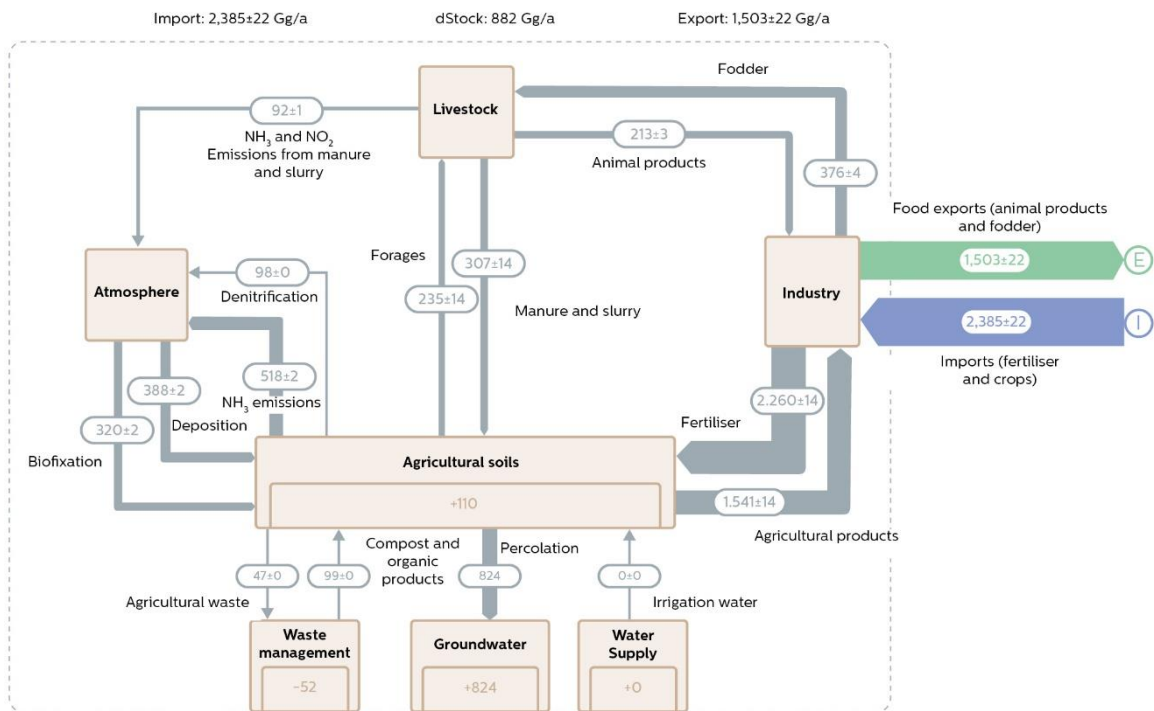 Import: 2,385±22 Gg/a
dStock: 882 Gg/a
Export: 1,503±22 Gg/a
Fodder
Livestock
92±1
NH₃ and NO₂
Emissions from manure
and slurry
213±3
Animal products
376±4
Food exports (animal products
and fodder)
1,503±22
E
Atmosphere
98±0
Denitrification
Forages
235±14
307±14
Manure and slurry
Industry
2,385±22
I
Imports (fertiliser
and crops)
518±2
NH₃ emissions
388±2
Deposition
320±2
Biofixation
2.260±14
Fertiliser
Agricultural soils
+110
1.541±14
Agricultural products
47±0
Agricultural waste
99±0
Compost and
organic
products
Percolation
824
0±0
Irrigation water
Waste
management
-52
Groundwater
+824
Water
Supply
+0